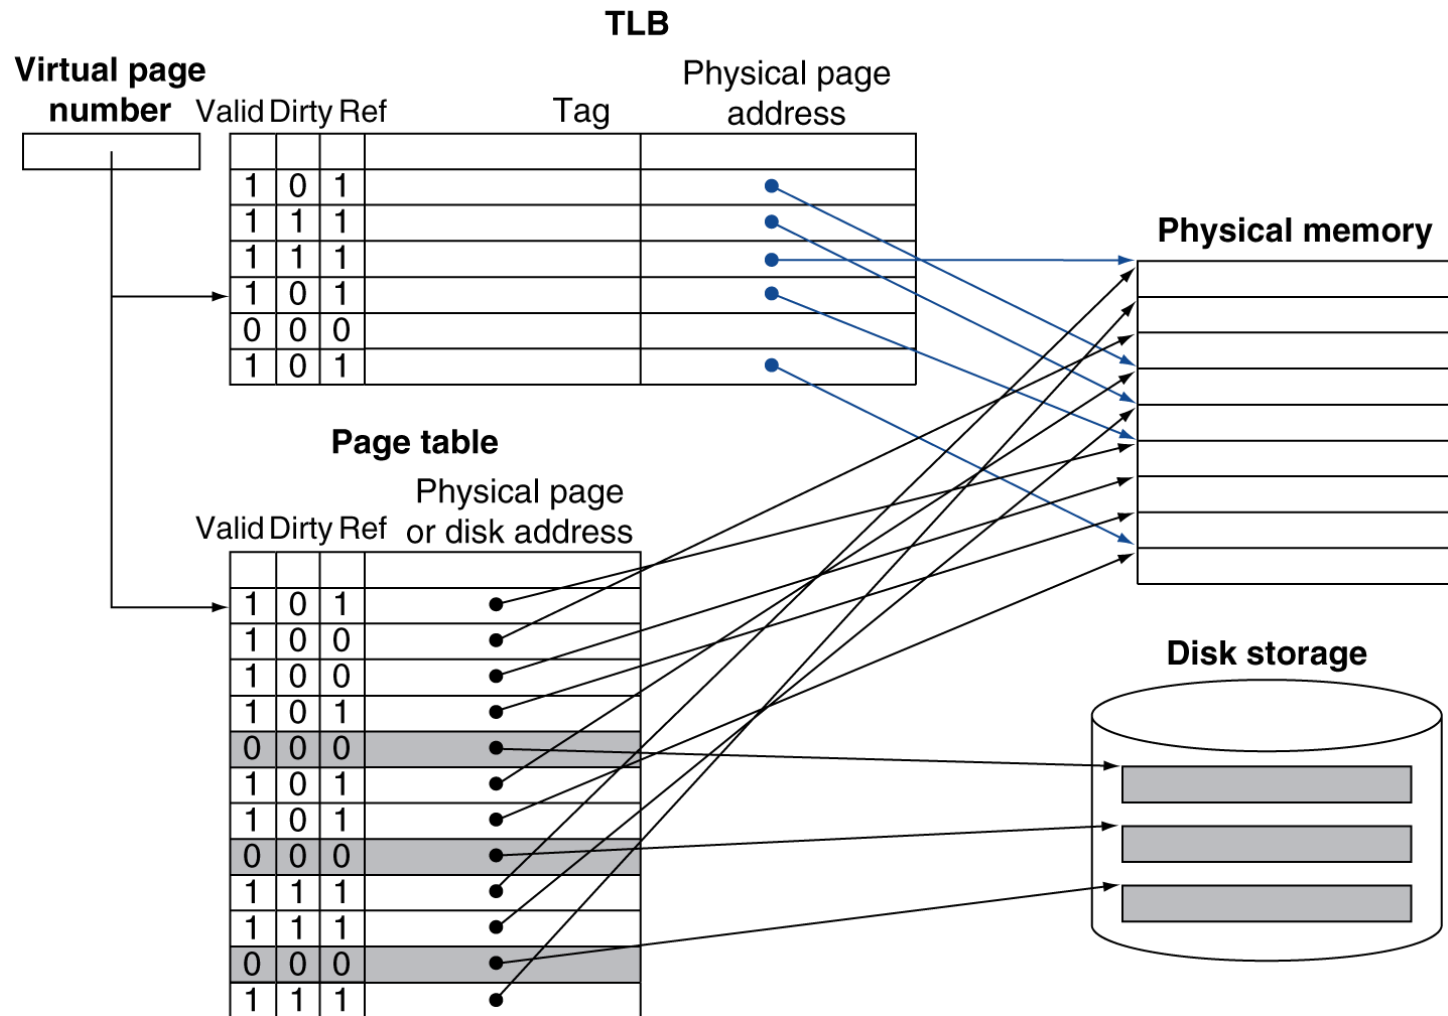 TLB
Virtual page
number
Valid Dirty Ref
Tag
Physical page
address
1 0 1
1 1 1
1 1 1
1 0 1
0 0 0
1 0 1
Physical memory
Page table
Physical page
or disk address
Valid Dirty Ref
1 0 1
1 0 0
1 0 0
1 0 1
0 0 0
1 0 1
1 0 1
0 0 0
1 1 1
1 1 1
0 0 0
1 1 1
Disk storage